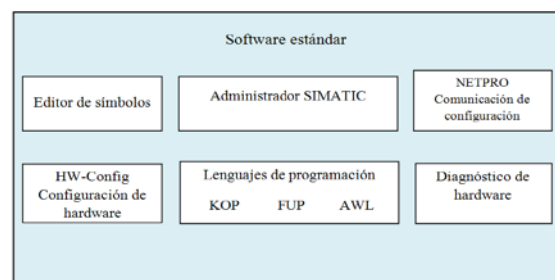 Software estándar
Editor de símbolos
Administrador SIMATIC
NETPRO
Comunicación de
configuración
HW-Config
Configuración de
hardware
Lenguajes de programación
KOP FUP AWL
Diagnóstico de
hardware